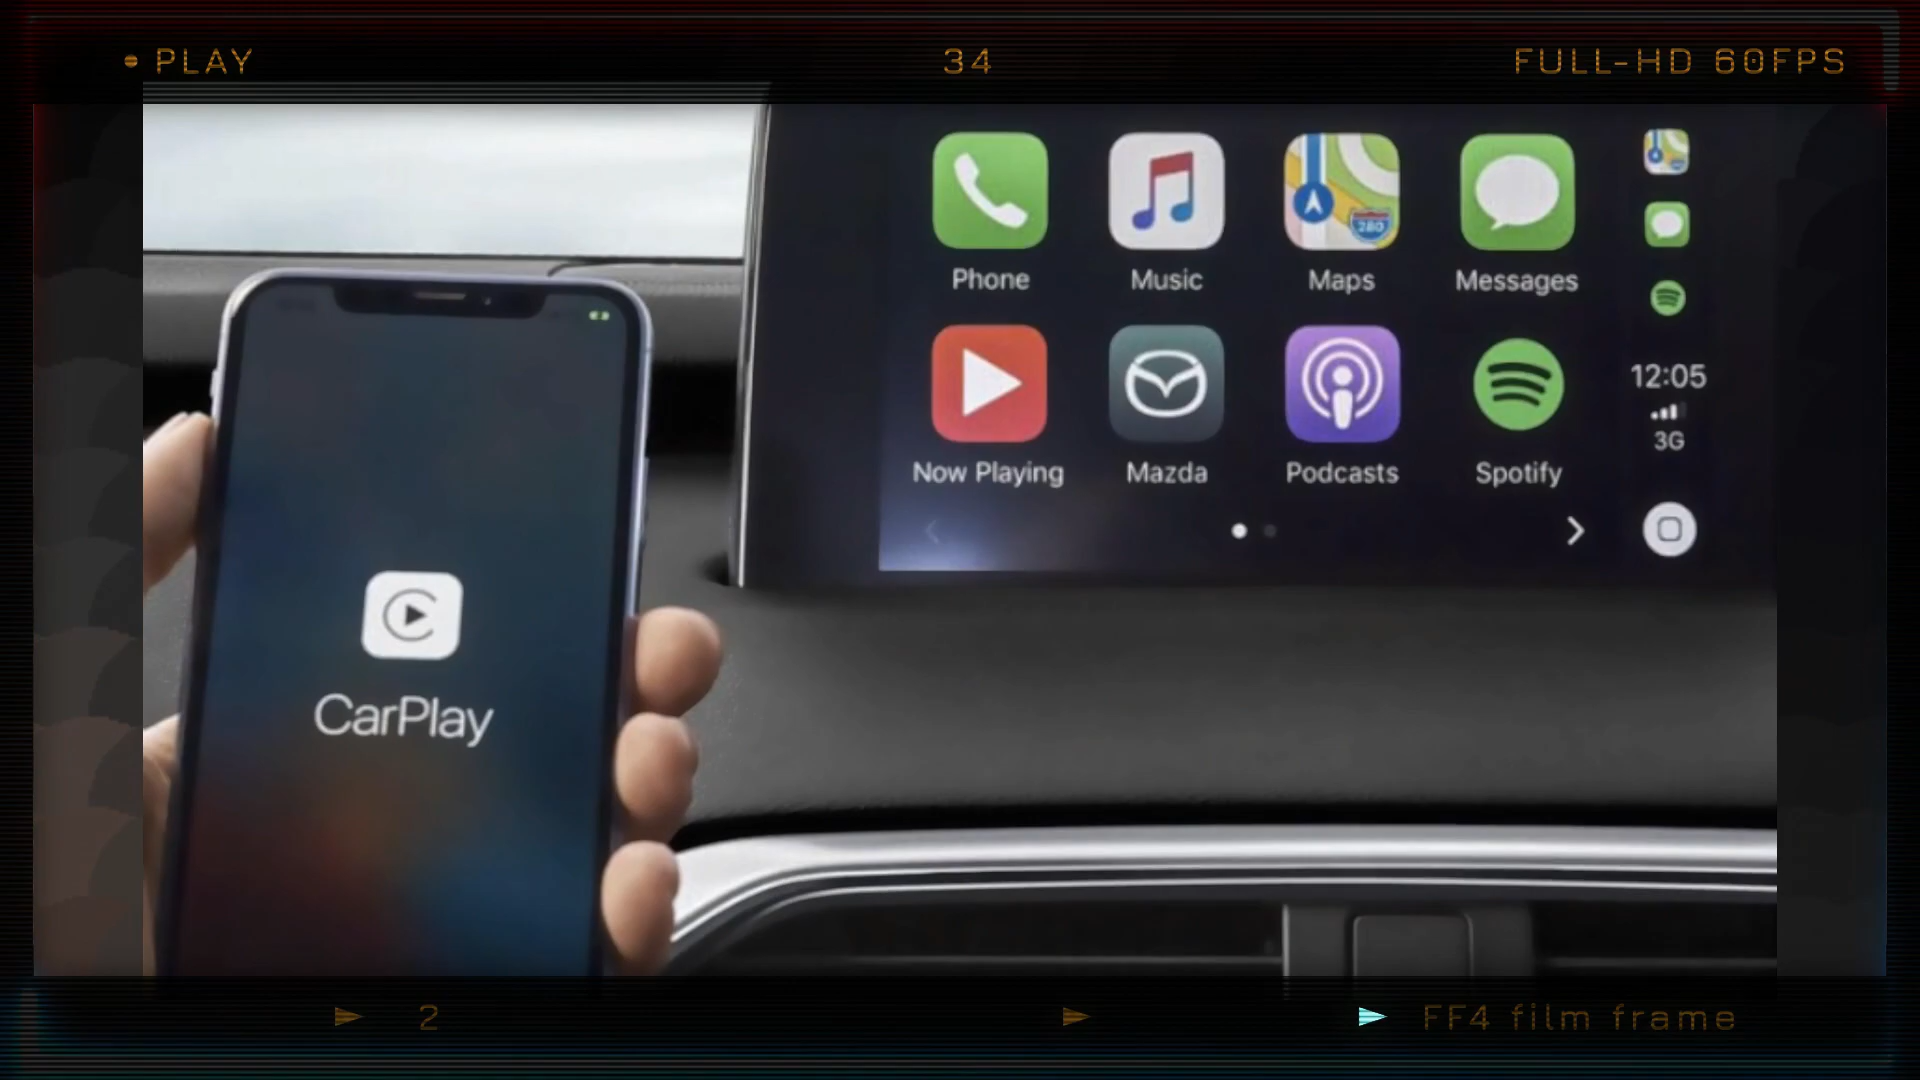 PLAY
34
FULL-HD 60FPS
Phone
Music
Maps
280
Messages
Now Playing
Mazda
Podcasts
Spotify
12:05
3G
CarPlay
2
FF4 film frame